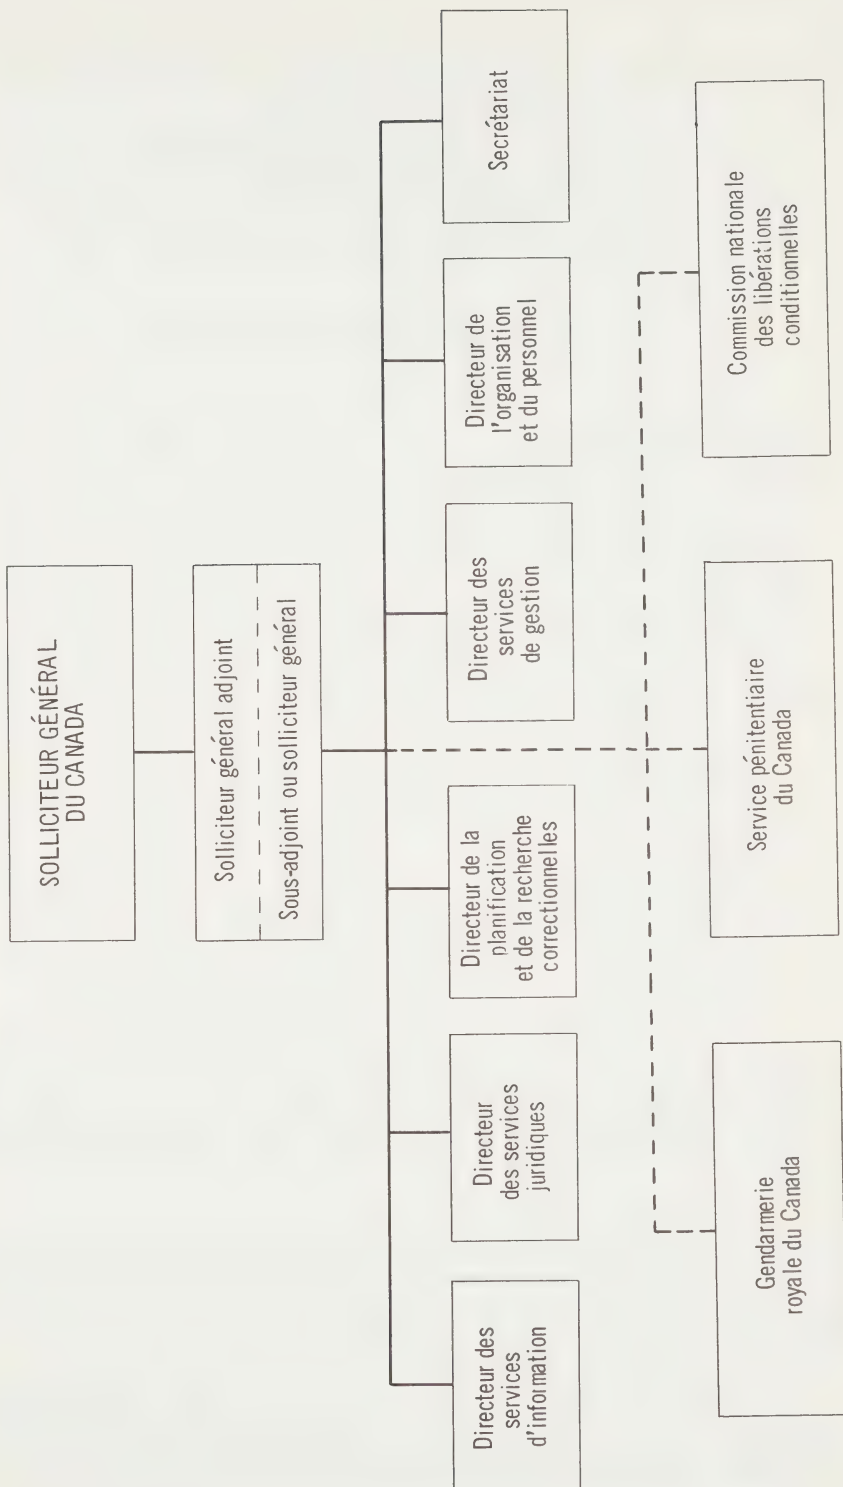 SOLLICITEUR GÉNÉRAL
DU CANADA
Solliciteur général adjoint
Sous-adjoint ou solliciteur général
Directeur des
services
d'information
Directeur
des services
juridiques
Directeur de la
planification
et de la recherche
correctionnelles
Directeur des
services
de gestion
Directeur de
l'organisation
et du personnel
Secrétariat
Gendarmerie
royale du Canada
Service pénitentiaire
du Canada
Commission nationale
des libérations
conditionnelles